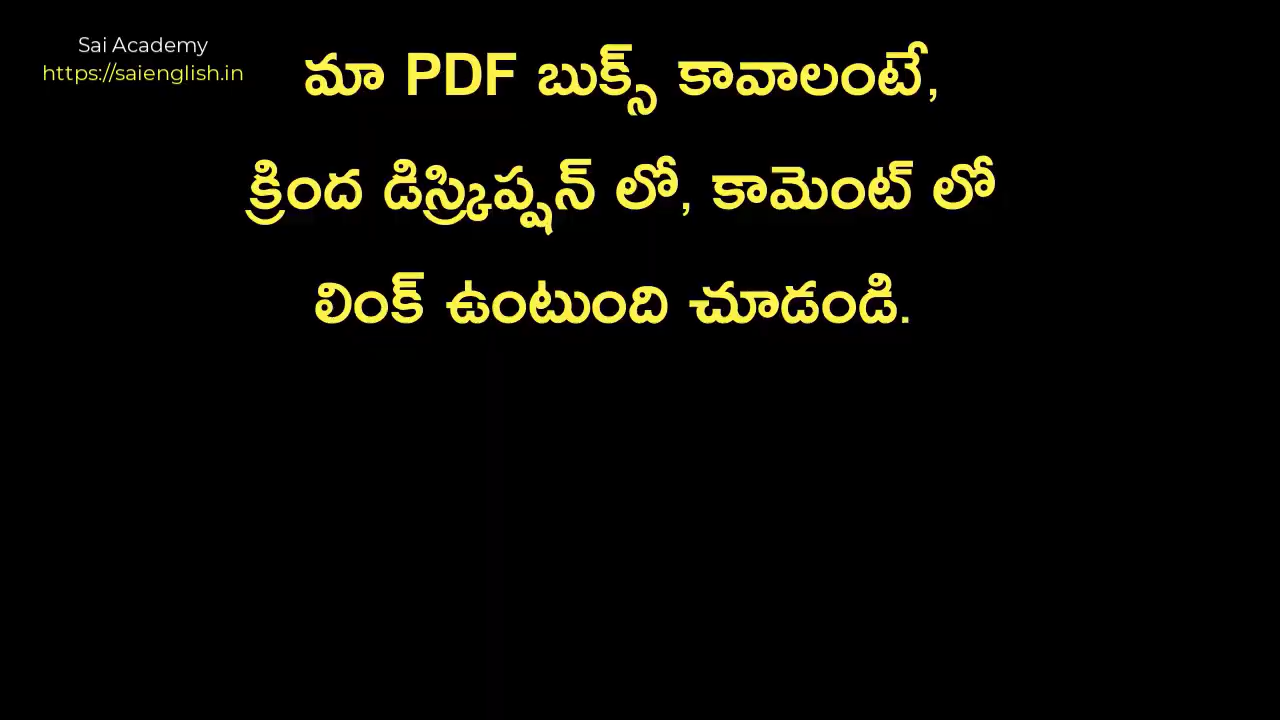 Sai Academy
https://saienglish.in
మా PDF బుక్స్ కావాలంటే,
క్రింద డిస్క్రిప్షన్ లో, కామెంట్ లో
లింక్ ఉంటుంది చూడండి.